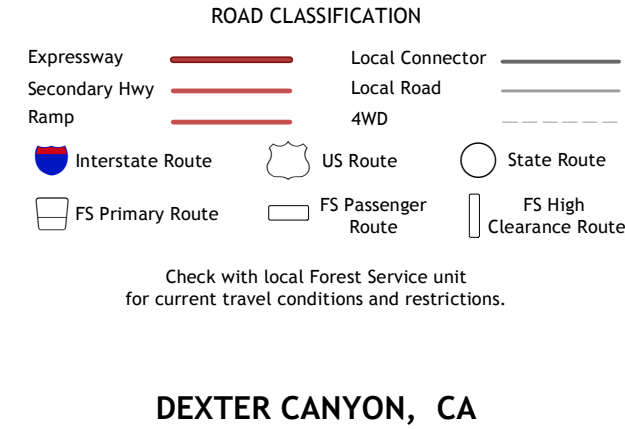 ROAD CLASSIFICATION
Expressway
Local Connector
Secondary Hwy
Local Road
Ramp
4WD
Interstate Route
US Route
State Route
FS Primary Route
FS Passenger
Route
FS High
Clearance Route
Check with local Forest Service unit
for current travel conditions and restrictions.
DEXTER CANYON, CA